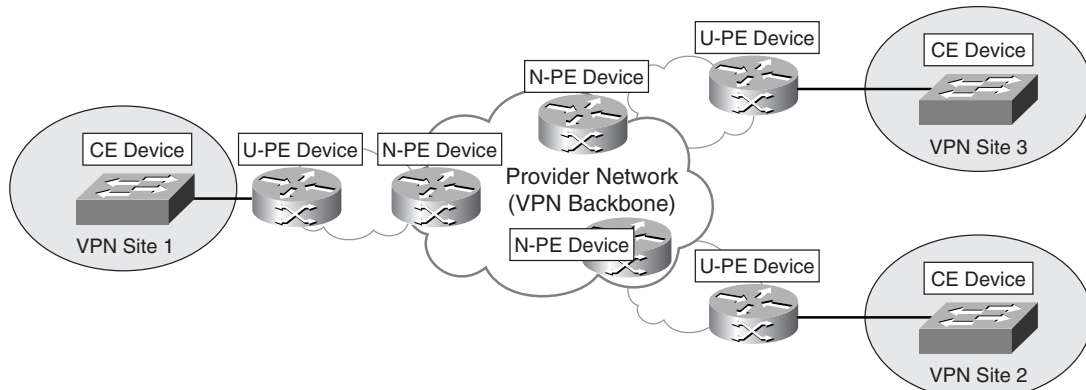 U-PE Device
CE Device
N-PE Device
VPN Site 3
CE Device
U-PE Device
N-PE Device
Provider Network
(VPN Backbone)
VPN Site 1
N-PE Device
U-PE Device
CE Device
VPN Site 2